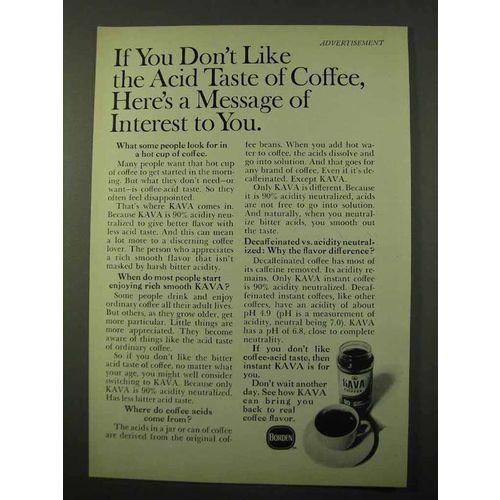 ADVERTISEMENT
If You Don't Like
the Acid Taste of Coffee,
Here's a Message of
Interest to You.
What some people look for in
a hot cup of coffee.
Many people want that hot cup
of coffee to get started in the morn-
ing. But what they don't need—or
want—is coffee-acid taste. So they
often feel disappointed.
That's where KAVA comes in.
Because KAVA is 90% acidity neu-
tralized to give better flavor with
less acid taste. And this can mean
a lot more to a discerning coffee
lover. The person who appreciates
a rich smooth flavor that isn't
masked by harsh bitter acidity.
When do most people start
enjoying rich smooth KAVA?
Some people drink and enjoy
ordinary coffee all their adult lives.
But others, as they grow older, get
more particular. Little things are
more appreciated. They become
aware of things like the acid taste
of ordinary coffee.
So if you don't like the bitter
acid taste of coffee, no matter what
your age, you might well consider
switching to KAVA. Because only
KAVA is 90% acidity neutralized.
Has less bitter acid taste.
Where do coffee acids
come from?
The acids in a jar or can of coffee
are derived from the original cof-
fee beans. When you add hot wa-
ter to coffee, the acids dissolve and
go into solution. And that goes for
any brand of coffee. Even if it's de-
caffeinated. Except KAVA.
Only KAVA is different. Because
it is 90% acidity neutralized, acids
are not free to go into solution.
And naturally, when you neutral-
ize bitter acids, you smooth out
the taste.
Decaffeinated vs. acidity neutral-
ized: Why the flavor difference?
Decaffeinated coffee has most of
its caffeine removed. Its acidity re-
mains. Only KAVA instant coffee
is 90% acidity neutralized. Decaf-
feinated instant coffees, like other
coffees, have an acidity of about
pH 4.9 (pH is a measurement of
acidity, neutral being 7.0). KAVA
has a pH of 6.8, close to complete
neutrality.
If you don't like
coffee-acid taste, then
instant KAVA is for
you.
Don't wait another
day. See how KAVA
can bring you
back to real
coffee flavor.
BORDEN
KAVA